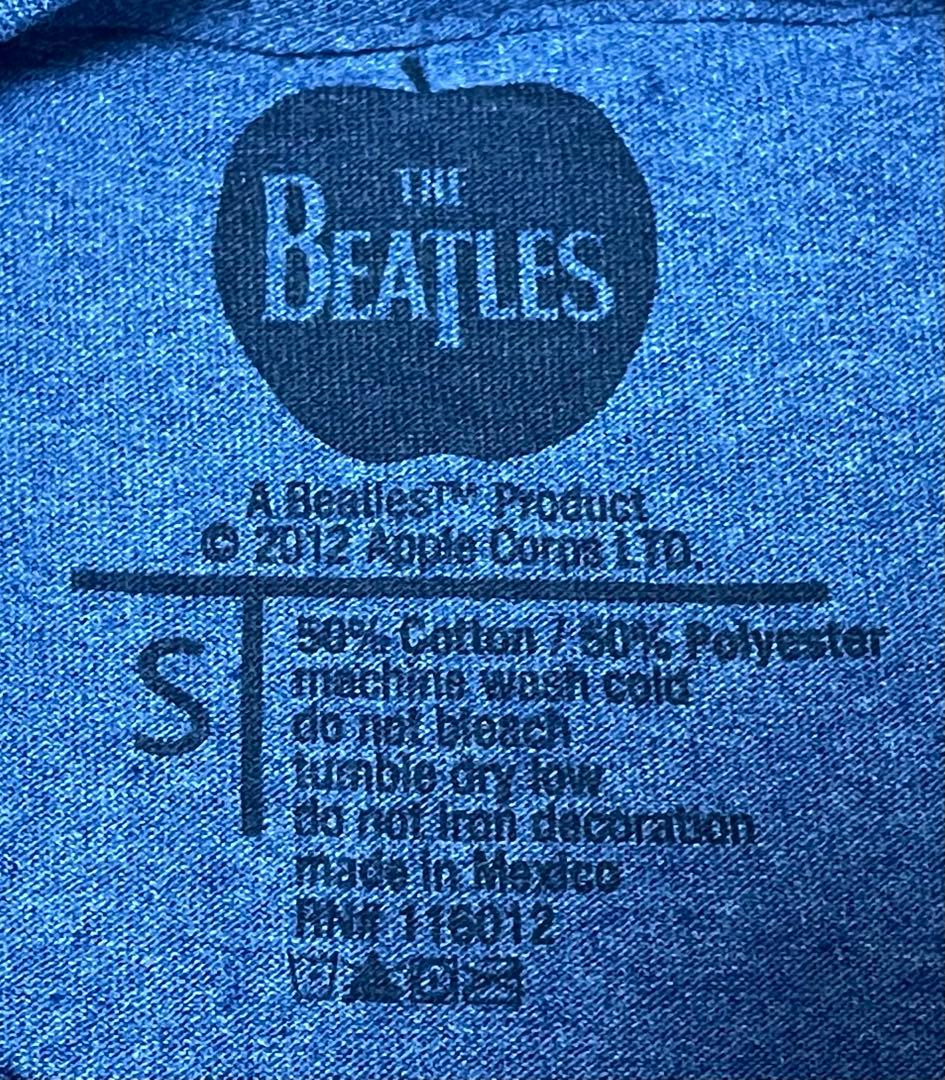 THE
BEATLES
A Beatles™ Product
© 2012 Apple Corps LTD.
S
50% Cotton / 50% Polyester
machine wash cold
do not bleach
tumble dry low
do not iron decoration
made in Mexico
RN# 116012